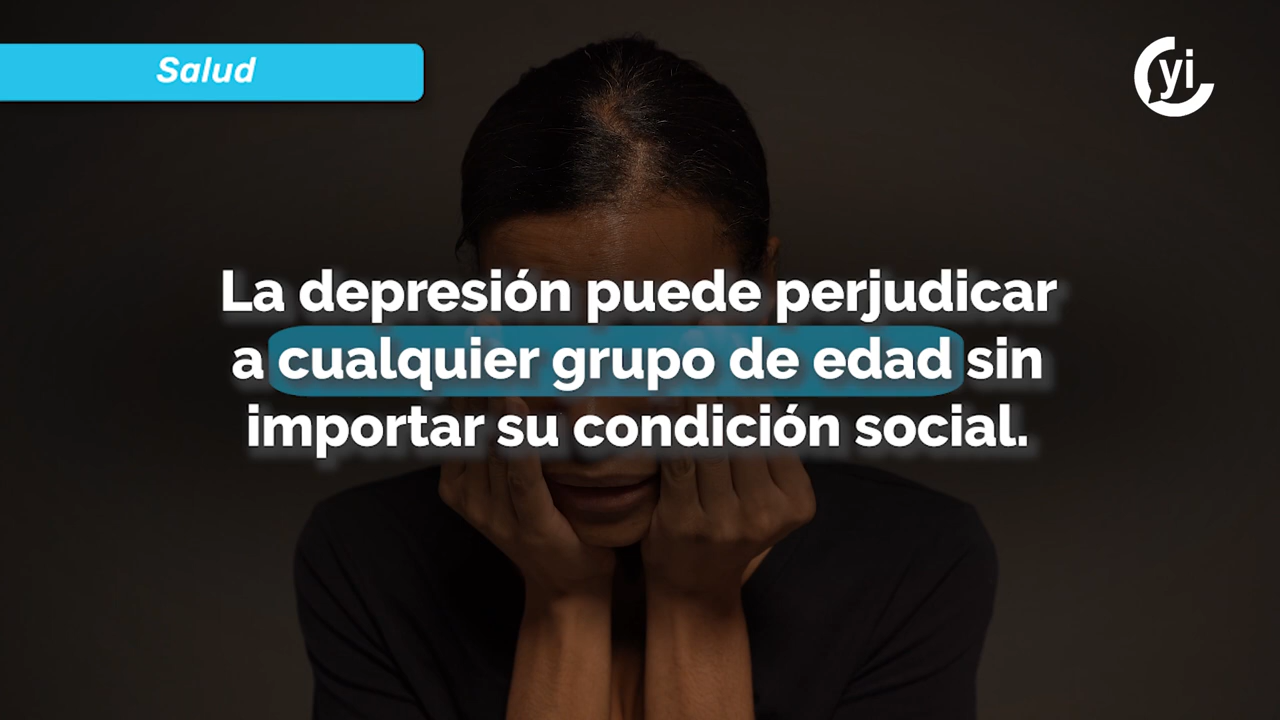 Salud
yi
La depresión puede perjudicar
a cualquier grupo de edad sin
importar su condición social.